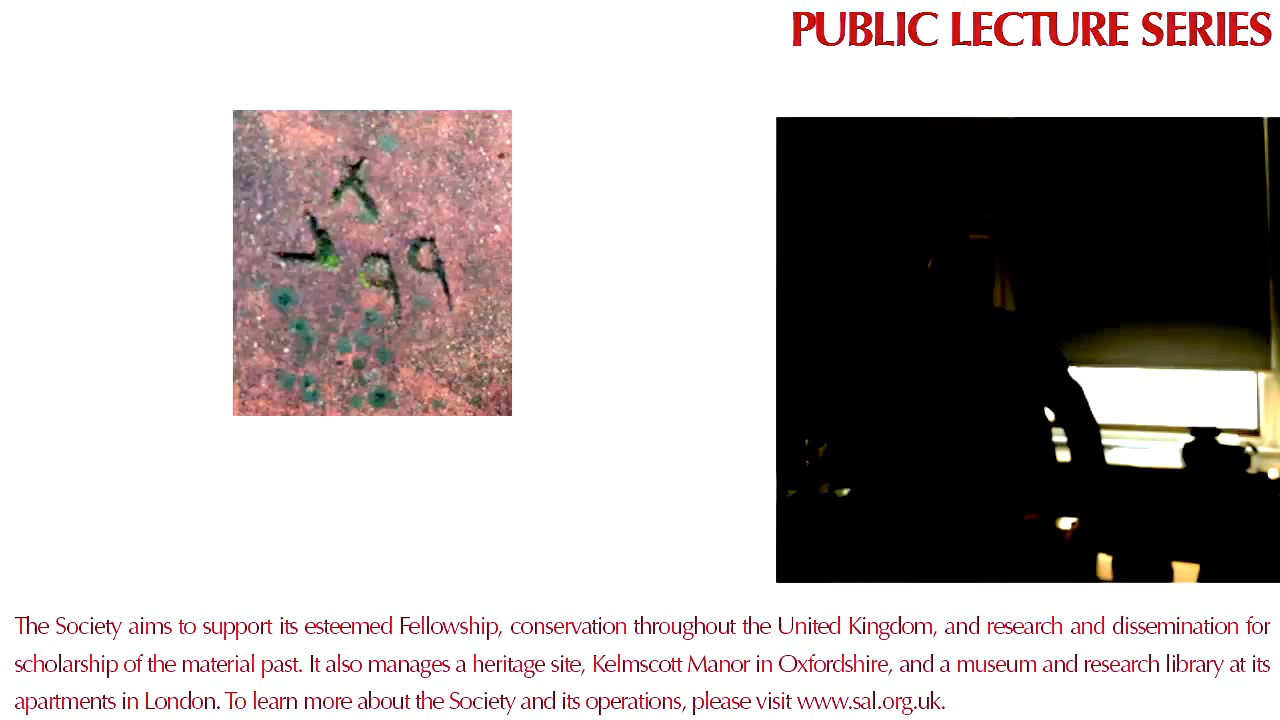 PUBLIC LECTURE SERIES
The Society aims to support its esteemed Fellowship, conservation throughout the United Kingdom, and research and dissemination for
scholarship of the material past. It also manages a heritage site, Kelmscott Manor in Oxfordshire, and a museum and research library at its
apartments in London. To learn more about the Society and its operations, please visit www.sal.org.uk.